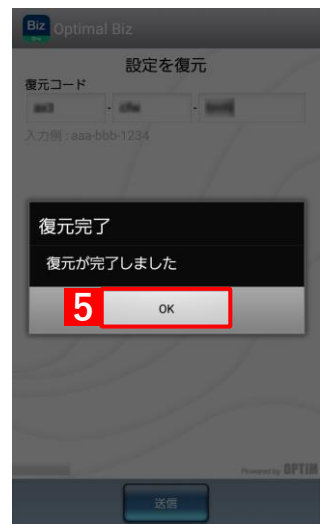 Biz Optimal Biz
設定を復元
復元コード
- -
入力例 : aaa-bbb-1234
復元完了
復元が完了しました
5 OK
Powered by OPTiM
送信